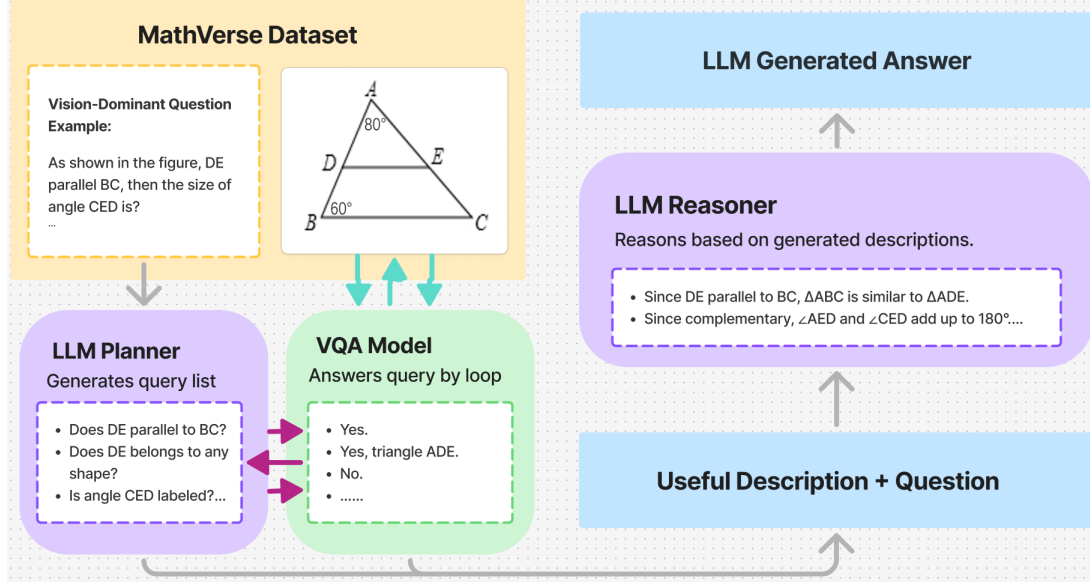 MathVerse Dataset
Vision-Dominant Question
Example:
As shown in the figure, DE
parallel BC, then the size of
angle CED is?
...
A
80°
D
E
B
60°
C
LLM Planner
Generates query list
• Does DE parallel to BC?
• Does DE belongs to any
shape?
• Is angle CED labeled?...
VQA Model
Answers query by loop
• Yes.
• Yes, triangle ADE.
• No.
• ......
LLM Generated Answer
LLM Reasoner
Reasons based on generated descriptions.
• Since DE parallel to BC, ΔABC is similar to ΔADE.
• Since complementary, ∠AED and ∠CED add up to 180°....
Useful Description + Question